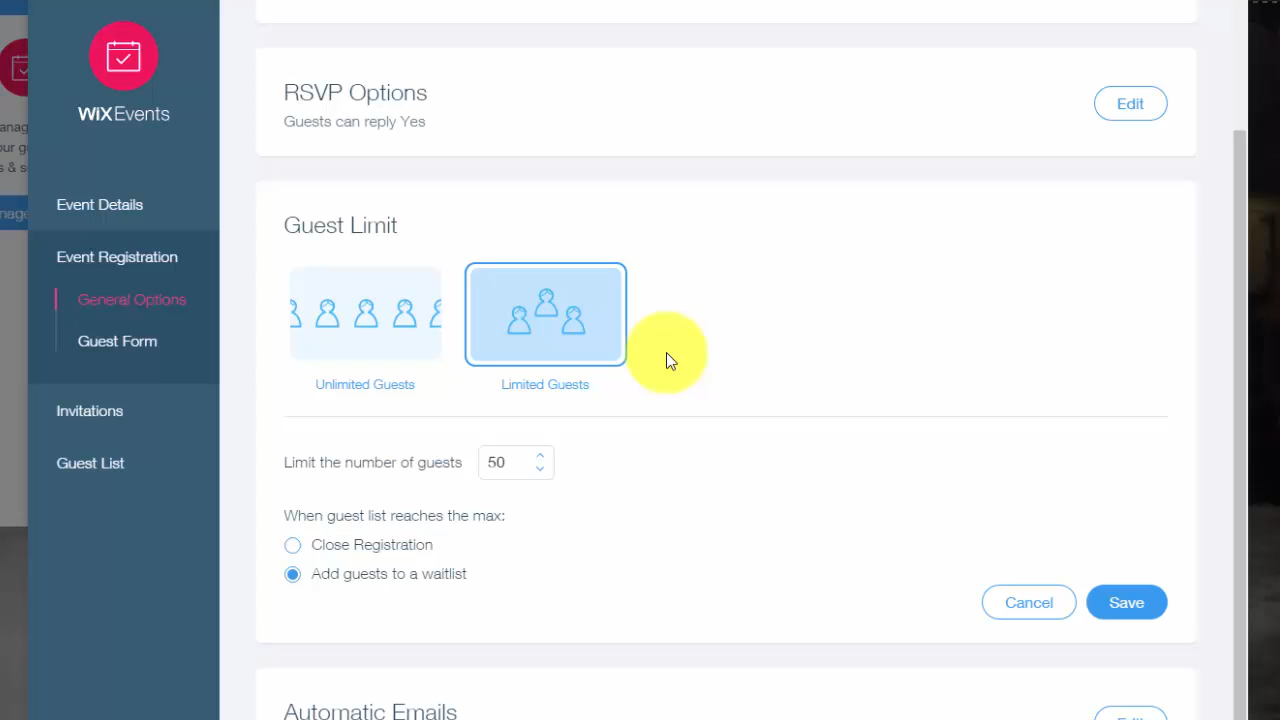 WiXEvents
Event Details
Event Registration
General Options
Guest Form
Invitations
Guest List
RSVP Options
Guests can reply Yes
Edit
Guest Limit
Unlimited Guests
Limited Guests
Limit the number of guests 50
When guest list reaches the max:
Close Registration
Add guests to a waitlist
Cancel Save
Automatic Emails